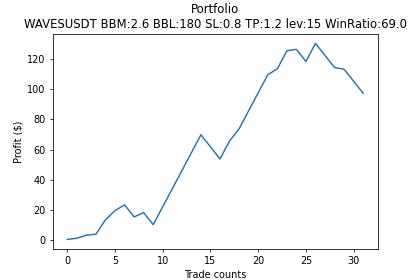 Portfolio
WAVESUSDT BBM:2.6 BBL:180 SL:0.8 TP:1.2 lev:15 WinRatio:69.0
Profit ($)
120
100
80
60
40
20
0
0 5 10 15 20 25 30
Trade counts